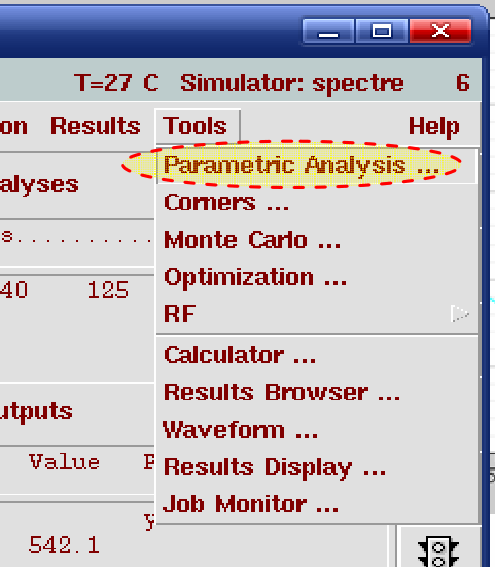 T=27 C Simulator: spectre 6
on Results Tools Help
Parametric Analysis ...
alyses
Corners ...
s..........
Monte Carlo ...
Optimization ...
40 125
RF
Calculator ...
Results Browser ...
utputs
Waveform ...
Value P
Results Display ...
Job Monitor ...
y
542.1